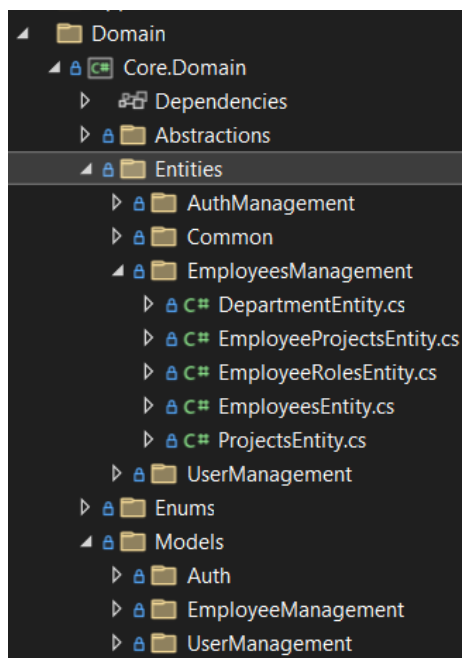 Domain
C# Core.Domain
Dependencies
Abstractions
Entities
AuthManagement
Common
EmployeesManagement
C# DepartmentEntity.cs
C# EmployeeProjectsEntity.cs
C# EmployeeRolesEntity.cs
C# EmployeesEntity.cs
C# ProjectsEntity.cs
UserManagement
Enums
Models
Auth
EmployeeManagement
UserManagement